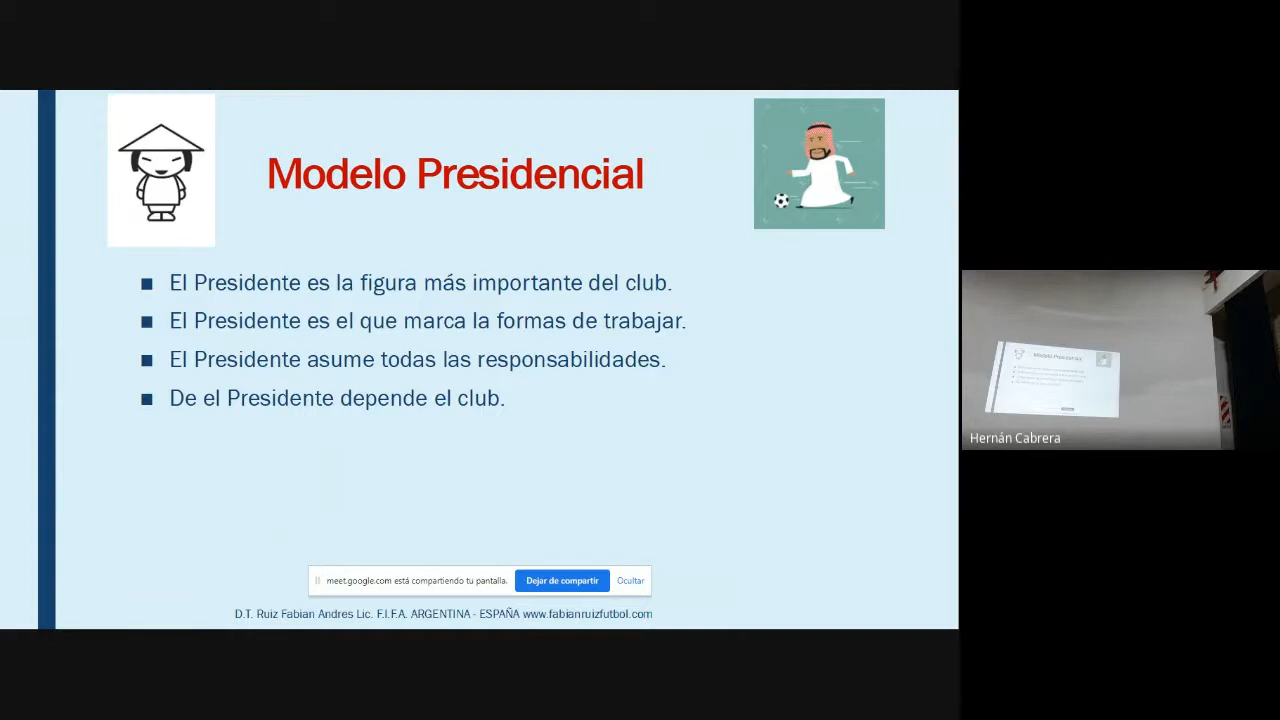 Modelo Presidencial
El Presidente es la figura más importante del club.
El Presidente es el que marca la formas de trabajar.
El Presidente asume todas las responsabilidades.
De el Presidente depende el club.
meet.google.com está compartiendo tu pantalla.
Dejar de compartir
Ocultar
D.T. Ruiz Fabian Andres Lic. F.I.F.A. ARGENTINA - ESPAÑA www.fabianruizfutbol.com
Modelo Presidencial
Hernán Cabrera